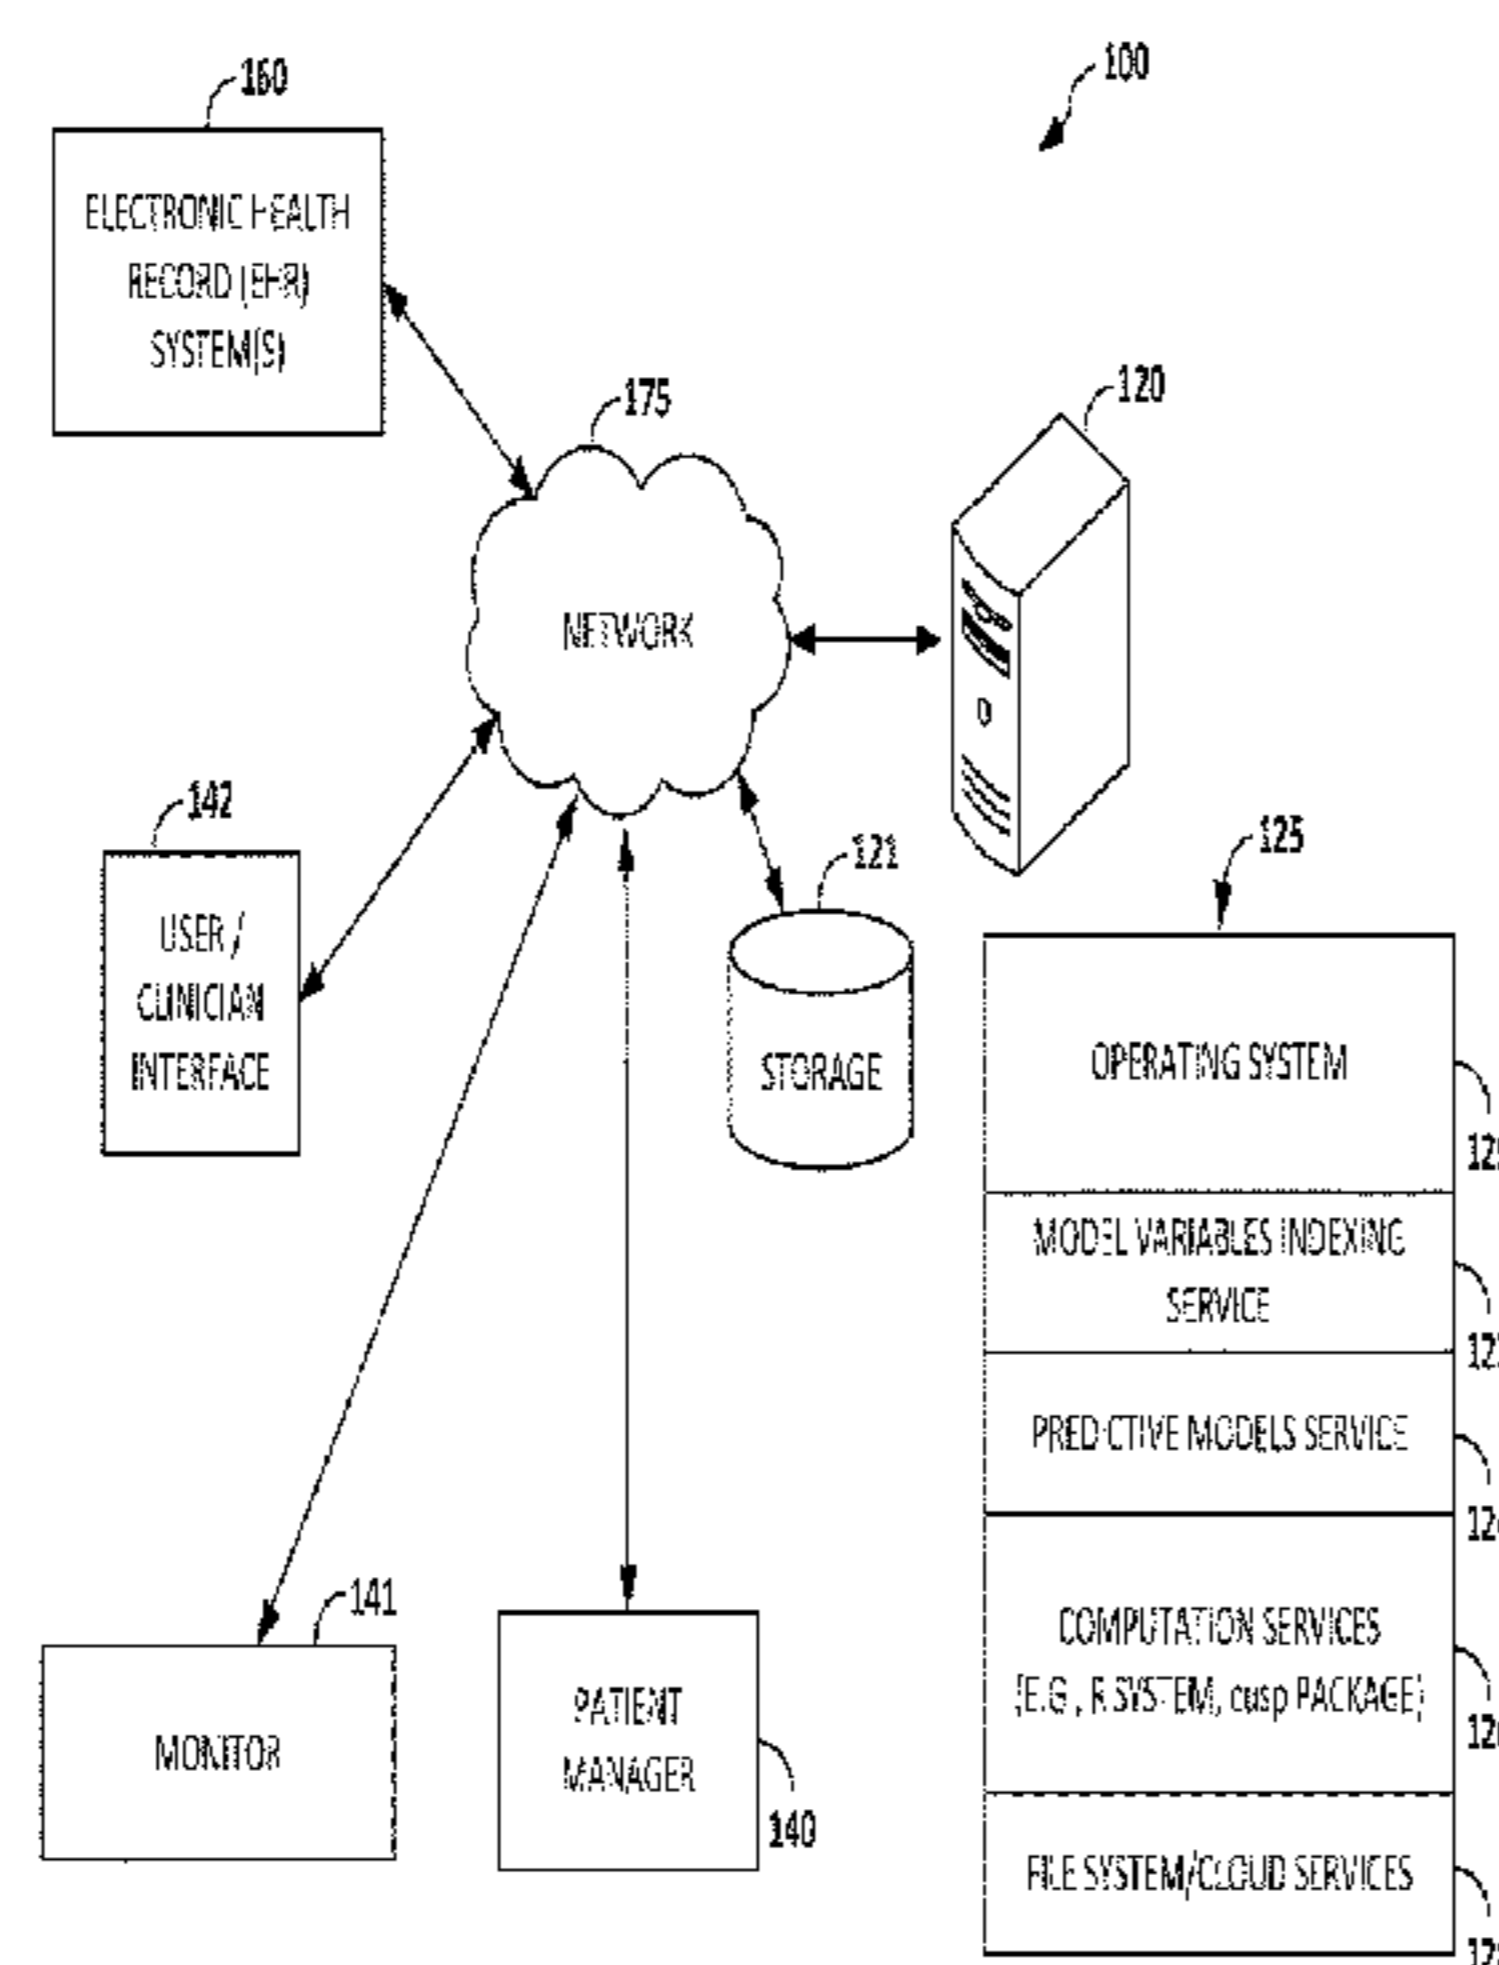 160
100
ELECTRONIC HEALTH
RECORD (EHR)
SYSTEM(S)
175
120
NETWORK
142
USER /
CLINICIAN
INTERFACE
121
STORAGE
125
OPERATING SYSTEM
MODEL VARIABLES INDEXING
SERVICE
PREDICTIVE MODELS SERVICE
COMPUTATION SERVICES
(E.G., R SYSTEM, cusp PACKAGE)
FILE SYSTEM/CLOUD SERVICES
141
MONITOR
PATIENT
MANAGER
140